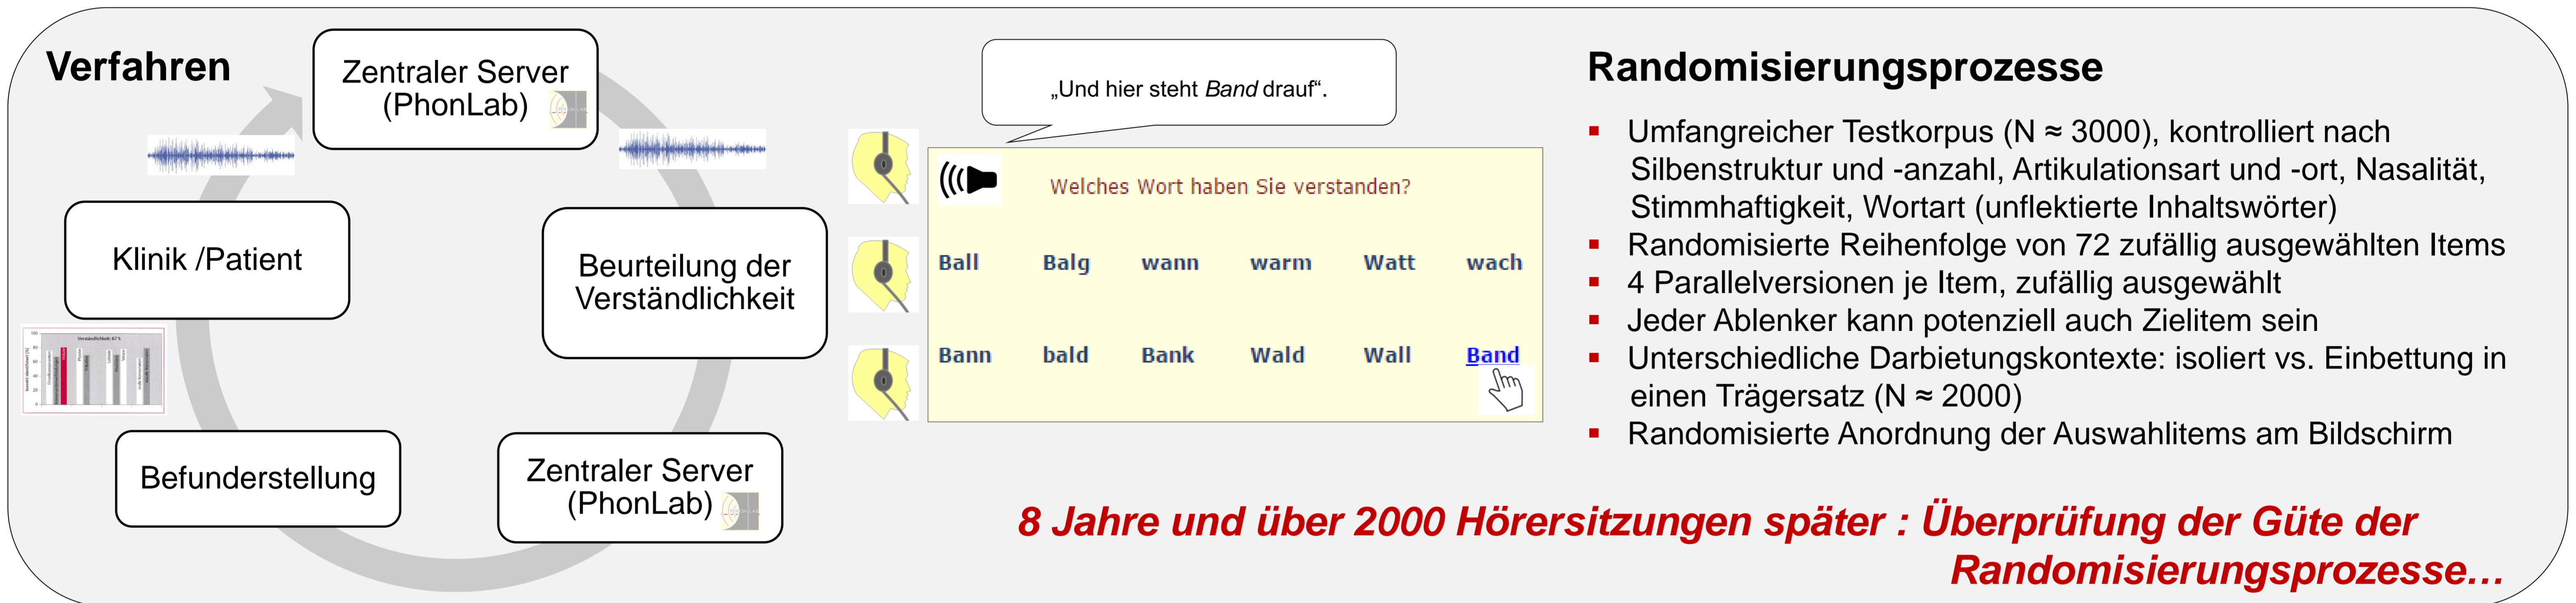 Verfahren
Zentraler Server
(PhonLab)
Klinik /Patient
Beurteilung der
Verständlichkeit
Befunderstellung
Zentraler Server
(PhonLab)
Verständlichkeit: 67 %
„Und hier steht Band drauf“.
Welches Wort haben Sie verstanden?
Ball Balg wann warm Watt wach
Bann bald Bank Wald Wall Band
Randomisierungsprozesse
▪ Umfangreicher Testkorpus (N ≈ 3000), kontrolliert nach
Silbenstruktur und -anzahl, Artikulationsart und -ort, Nasalität,
Stimmhaftigkeit, Wortart (unflektierte Inhaltswörter)
▪ Randomisierte Reihenfolge von 72 zufällig ausgewählten Items
▪ 4 Parallelversionen je Item, zufällig ausgewählt
▪ Jeder Ablenker kann potenziell auch Zielitem sein
▪ Unterschiedliche Darbietungskontexte: isoliert vs. Einbettung in
einen Trägersatz (N ≈ 2000)
▪ Randomisierte Anordnung der Auswahlitems am Bildschirm
8 Jahre und über 2000 Hörersitzungen später : Überprüfung der Güte der
Randomisierungsprozesse…